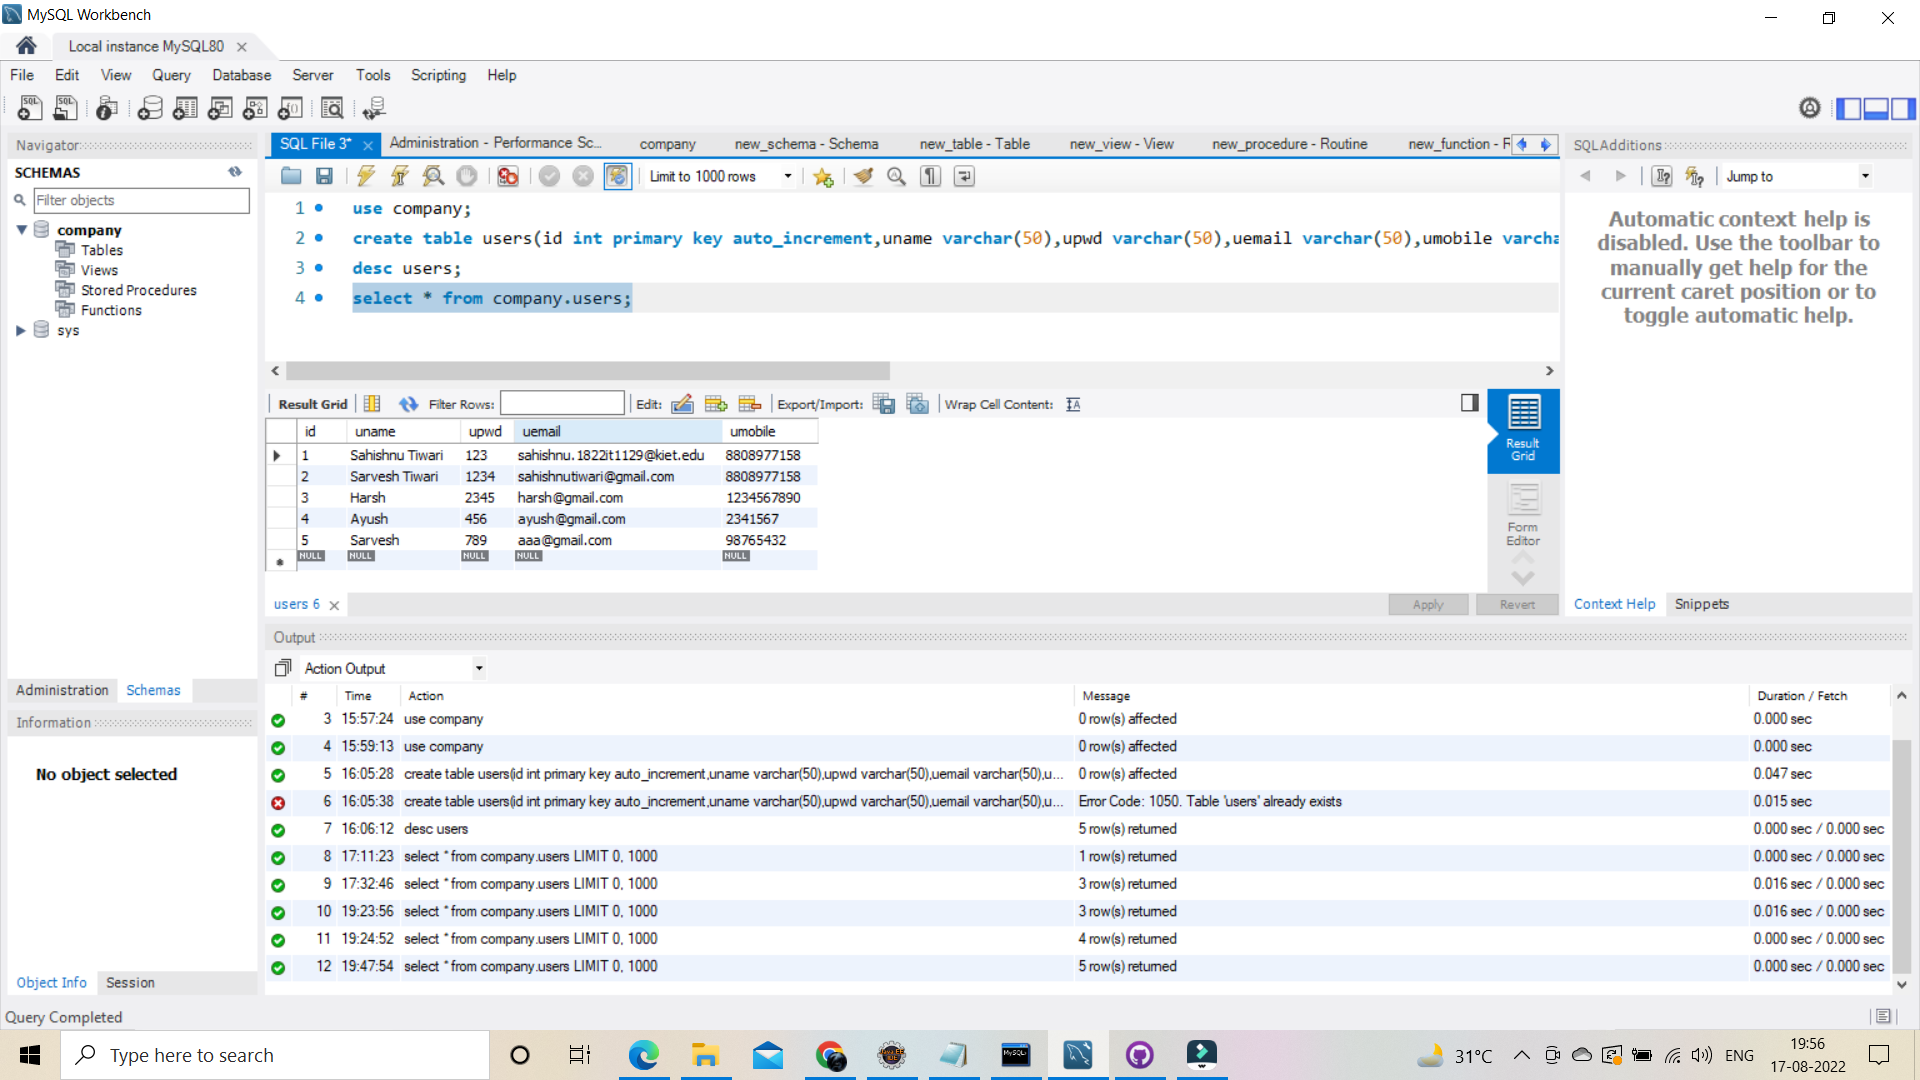 MySQL Workbench
Local instance MySQL80
File Edit View Query Database Server Tools Scripting Help
Navigator
SCHEMAS
Filter objects
company
Tables
Views
Stored Procedures
Functions
sys
Administration Schemas
Information
No object selected
Object Info Session
SQL File 3* Administration - Performance Sc... company new_schema - Schema new_table - Table new_view - View new_procedure - Routine new_function - F
Limit to 1000 rows
1 use company;
2 create table users(id int primary key auto_increment,uname varchar(50),upwd varchar(50),uemail varchar(50),umobile varcha
3 desc users;
4 select * from company.users;
Result Grid Filter Rows: Edit: Export/Import: Wrap Cell Content:
id uname upwd uemail umobile
1 Sahishnu Tiwari 123 sahishnu.1822it1129@kiet.edu 8808977158
2 Sarvesh Tiwari 1234 sahishnutiwari@gmail.com 8808977158
3 Harsh 2345 harsh@gmail.com 1234567890
4 Ayush 456 ayush@gmail.com 2341567
5 Sarvesh 789 aaa@gmail.com 98765432
NULL NULL NULL NULL NULL
Result
Grid
Form
Editor
users 6 Apply Revert
SQLAdditions
Jump to
Automatic context help is
disabled. Use the toolbar to
manually get help for the
current caret position or to
toggle automatic help.
Context Help Snippets
Output
Action Output
# Time Action Message Duration / Fetch
3 15:57:24 use company 0 row(s) affected 0.000 sec
4 15:59:13 use company 0 row(s) affected 0.000 sec
5 16:05:28 create table users(id int primary key auto_increment,uname varchar(50),upwd varchar(50),uemail varchar(50),u... 0 row(s) affected 0.047 sec
6 16:05:38 create table users(id int primary key auto_increment,uname varchar(50),upwd varchar(50),uemail varchar(50),u... Error Code: 1050. Table 'users' already exists 0.015 sec
7 16:06:12 desc users 5 row(s) returned 0.000 sec / 0.000 sec
8 17:11:23 select * from company.users LIMIT 0, 1000 1 row(s) returned 0.000 sec / 0.000 sec
9 17:32:46 select * from company.users LIMIT 0, 1000 3 row(s) returned 0.016 sec / 0.000 sec
10 19:23:56 select * from company.users LIMIT 0, 1000 3 row(s) returned 0.016 sec / 0.000 sec
11 19:24:52 select * from company.users LIMIT 0, 1000 4 row(s) returned 0.000 sec / 0.000 sec
12 19:47:54 select * from company.users LIMIT 0, 1000 5 row(s) returned 0.000 sec / 0.000 sec
Query Completed
Type here to search
31°C ENG
19:56
17-08-2022